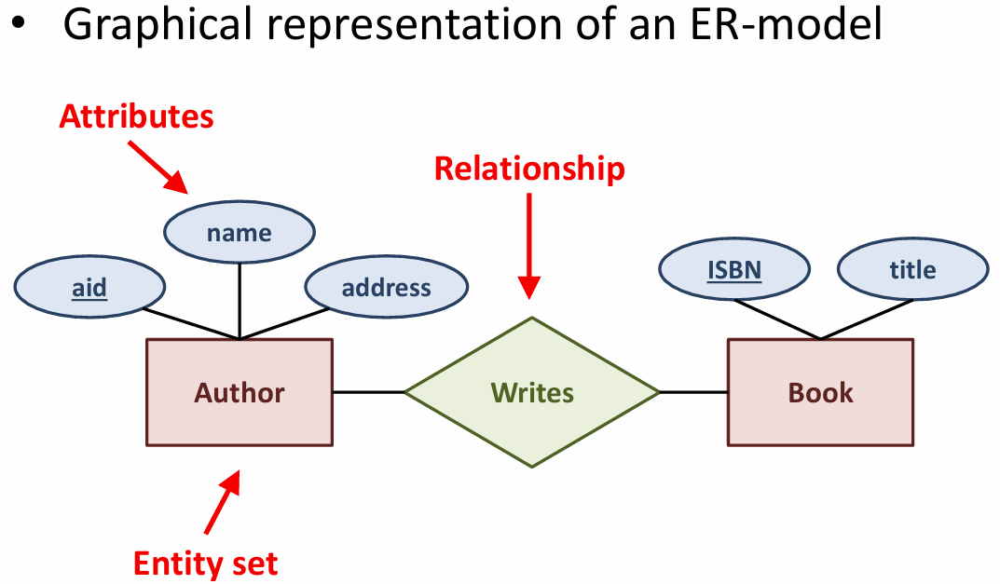 • Graphical representation of an ER-model
Attributes
Relationship
name
aid
address
ISBN
title
Author
Writes
Book
Entity set